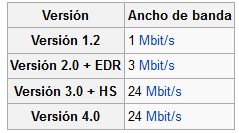 Versión Ancho de banda
Versión 1.2 1 Mbit/s
Versión 2.0 + EDR 3 Mbit/s
Versión 3.0 + HS 24 Mbit/s
Versión 4.0 24 Mbit/s